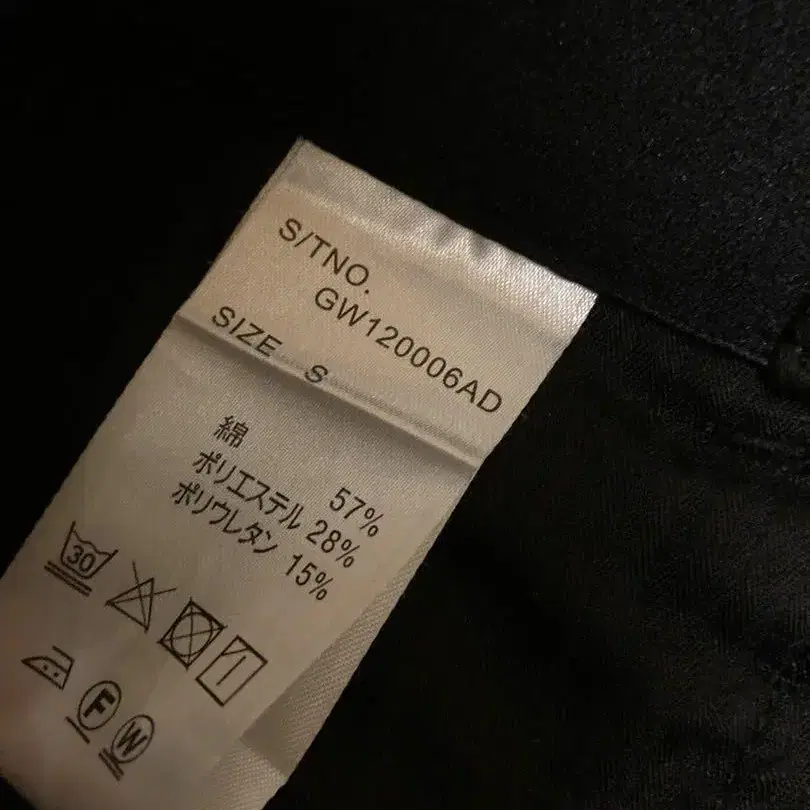 S/TNO.
GW120006AD
SIZE S
綿 57%
ポリエステル 28%
ポリウレタン 15%
30
F W